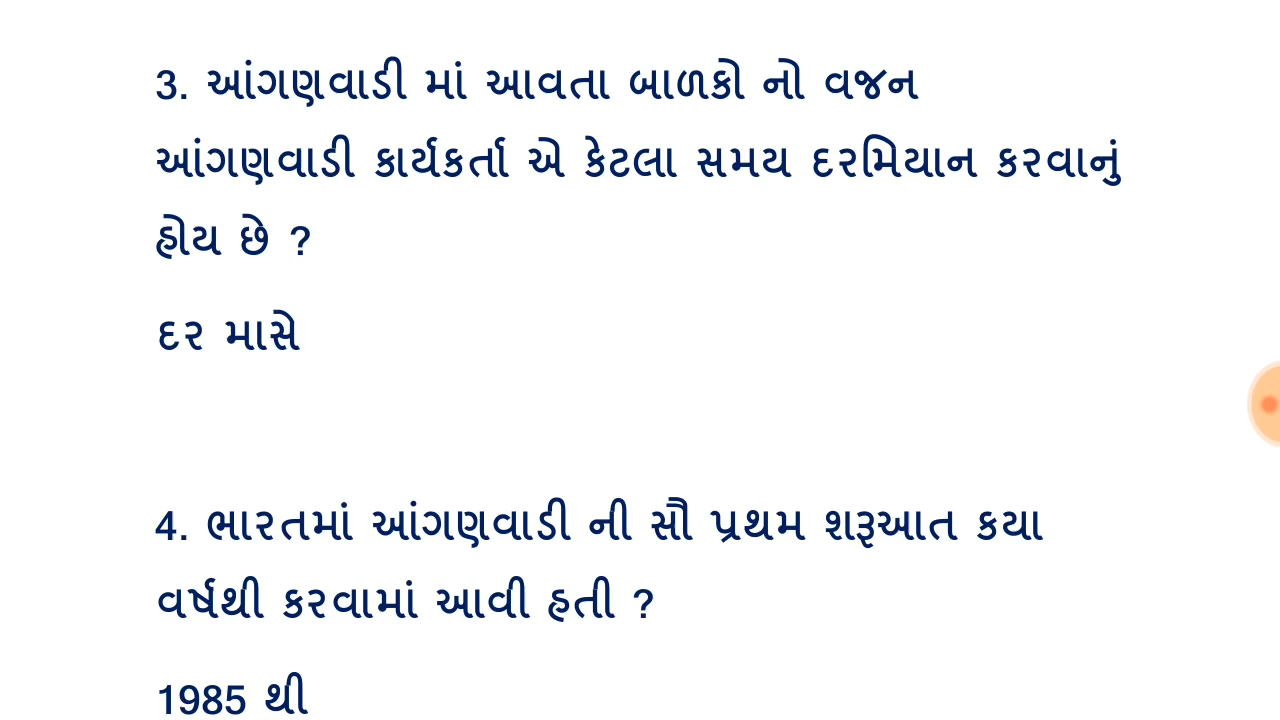 3. આંગણવાડી માં આવતા બાળકો નો વજન
આંગણવાડી કાર્યકર્તા એ કેટલા સમય દરમિયાન કરવાનું
હોય છે ?
દર માસે
4. ભારતમાં આંગણવાડી ની સૌ પ્રથમ શરૂઆત કયા
વર્ષથી કરવામાં આવી હતી ?
1985 થી